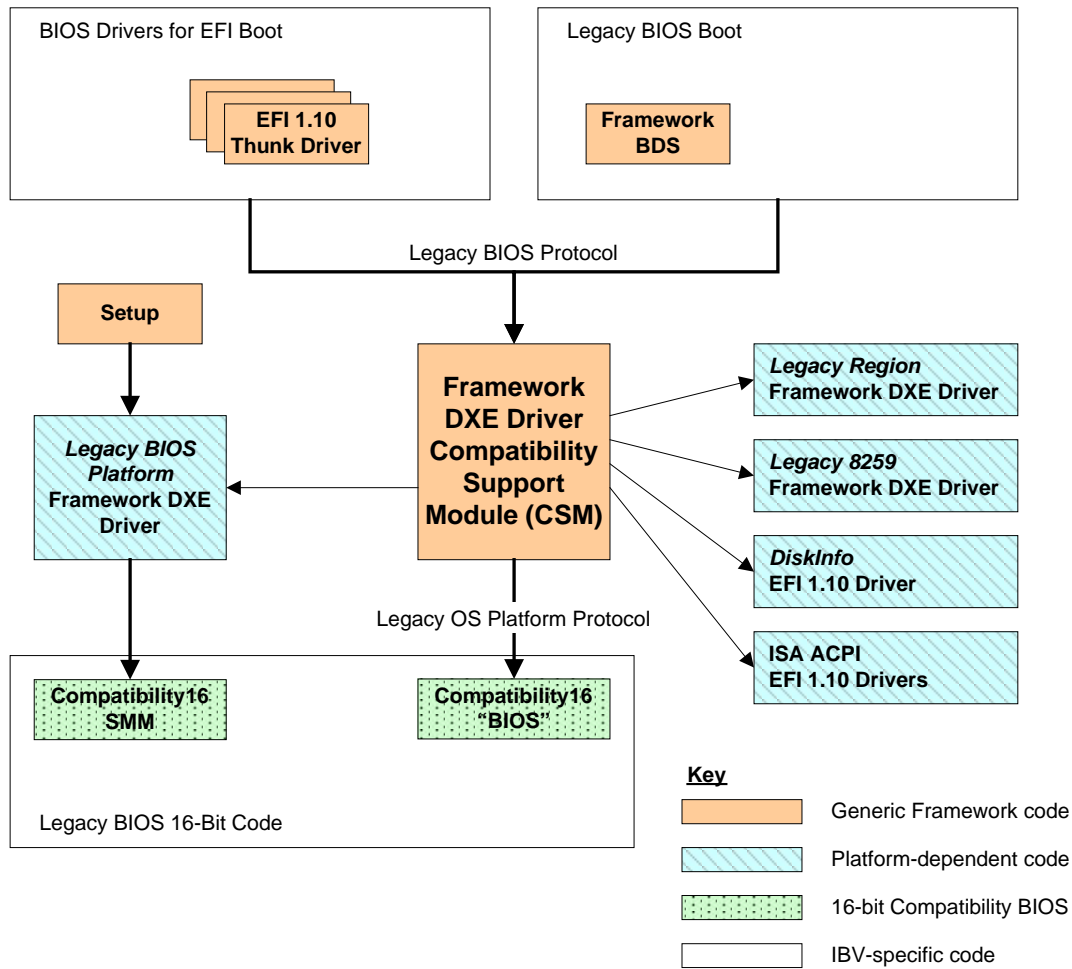 BIOS Drivers for EFI Boot
EFI 1.10
Thunk Driver
Legacy BIOS Boot
Framework
BDS
Legacy BIOS Protocol
Setup
Legacy BIOS
Platform
Framework DXE
Driver
Framework
DXE Driver
Compatibility
Support
Module (CSM)
Legacy Region
Framework DXE Driver
Legacy 8259
Framework DXE Driver
DiskInfo
EFI 1.10 Driver
ISA ACPI
EFI 1.10 Drivers
Legacy OS Platform Protocol
Compatibility16
SMM
Compatibility16
“BIOS”
Legacy BIOS 16-Bit Code
Key
Generic Framework code
Platform-dependent code
16-bit Compatibility BIOS
IBV-specific code